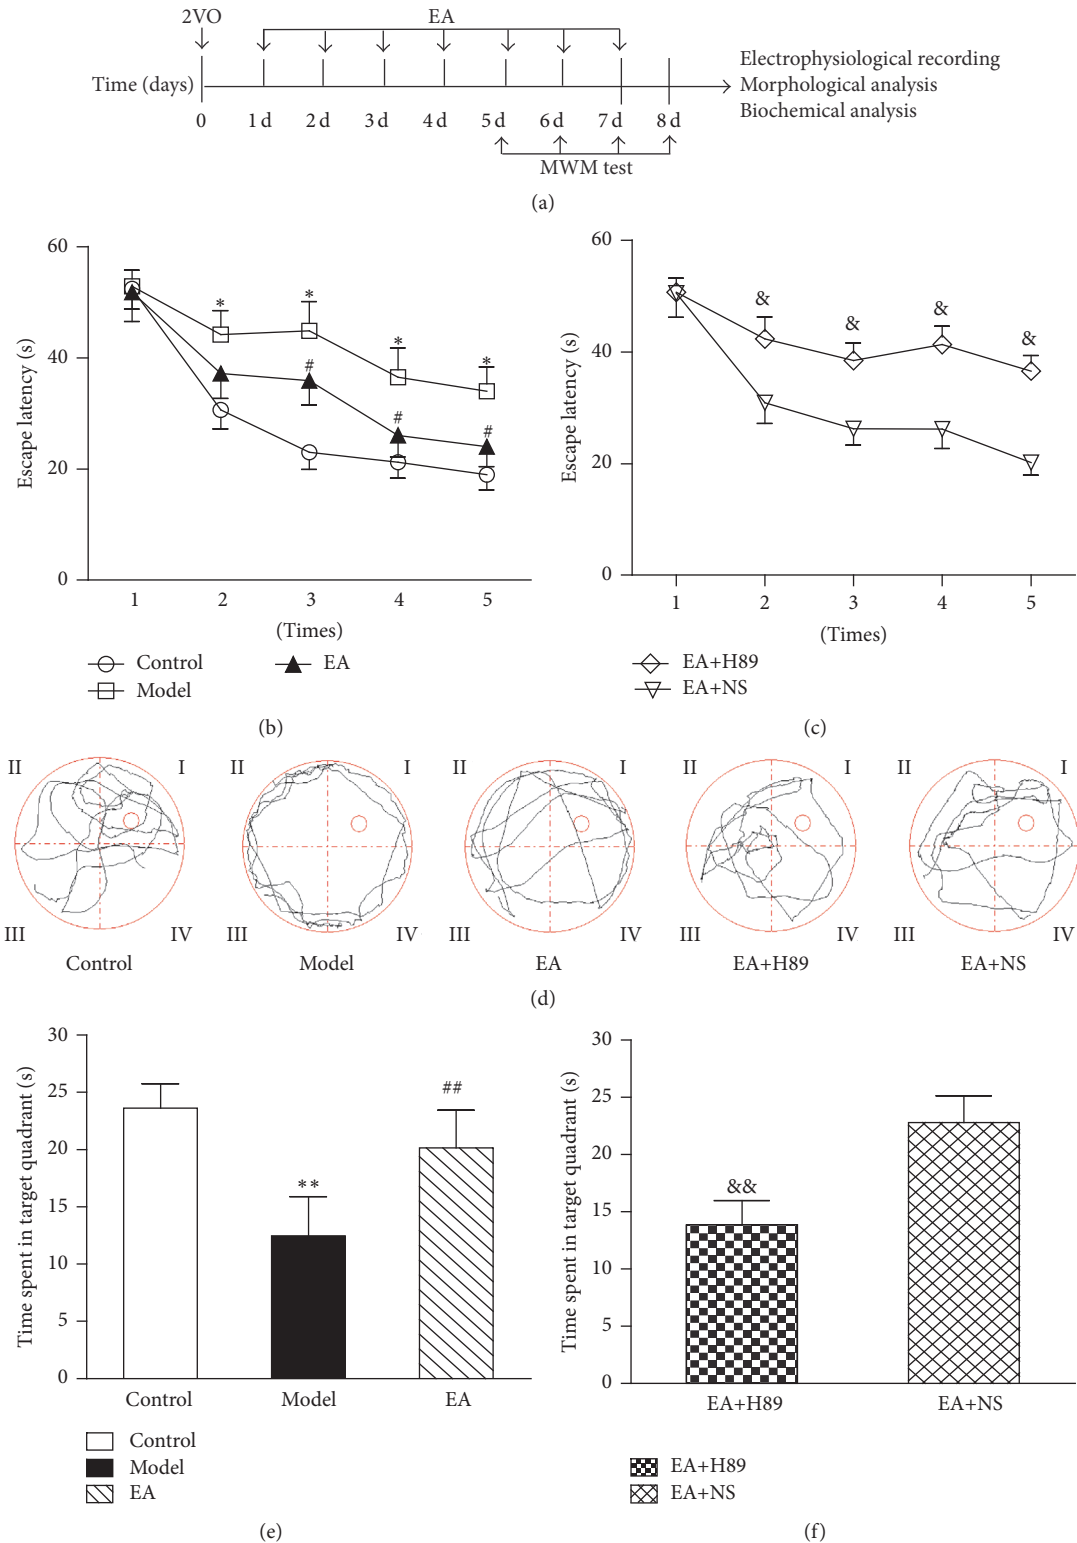 2VO
EA
Time (days)
0 1 d 2 d 3 d 4 d 5 d 6 d 7 d 8 d
Electrophysiological recording
Morphological analysis
Biochemical analysis
MWM test
(a)
Escape latency (s)
60
40
20
0
* * * *
# # #
1 2 3 4 5
(Times)
Control
EA
Model
(b)
Escape latency (s)
60
40
20
0
& & & &
1 2 3 4 5
(Times)
EA+H89
EA+NS
(c)
II I
III IV
Control
II I
III IV
Model
II I
III IV
EA
II I
III IV
EA+H89
II I
III IV
EA+NS
(d)
Time spent in target quadrant (s)
30
25
20
15
10
5
0
**
##
Control Model EA
Control
Model
EA
(e)
Time spent in target quadrant (s)
30
25
20
15
10
5
0
&&
EA+H89 EA+NS
EA+H89
EA+NS
(f)